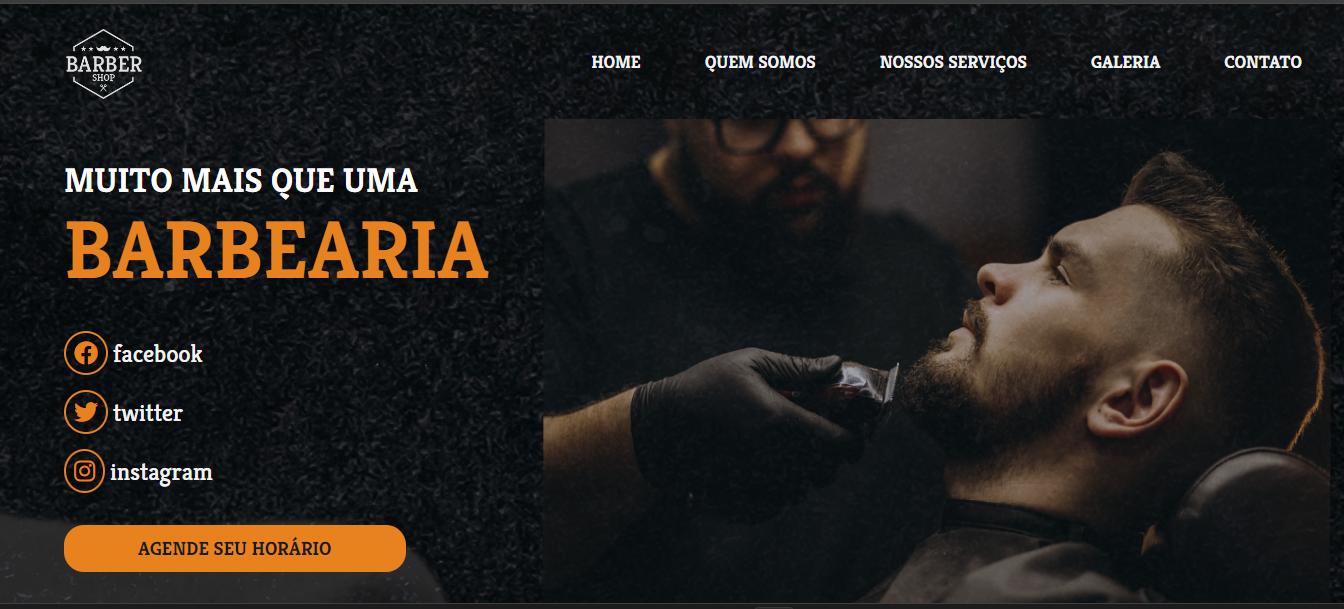 BARBER
SHOP
HOME
QUEM SOMOS
NOSSOS SERVIÇOS
GALERIA
CONTATO
MUITO MAIS QUE UMA
BARBEARIA
facebook
twitter
instagram
AGENDE SEU HORÁRIO